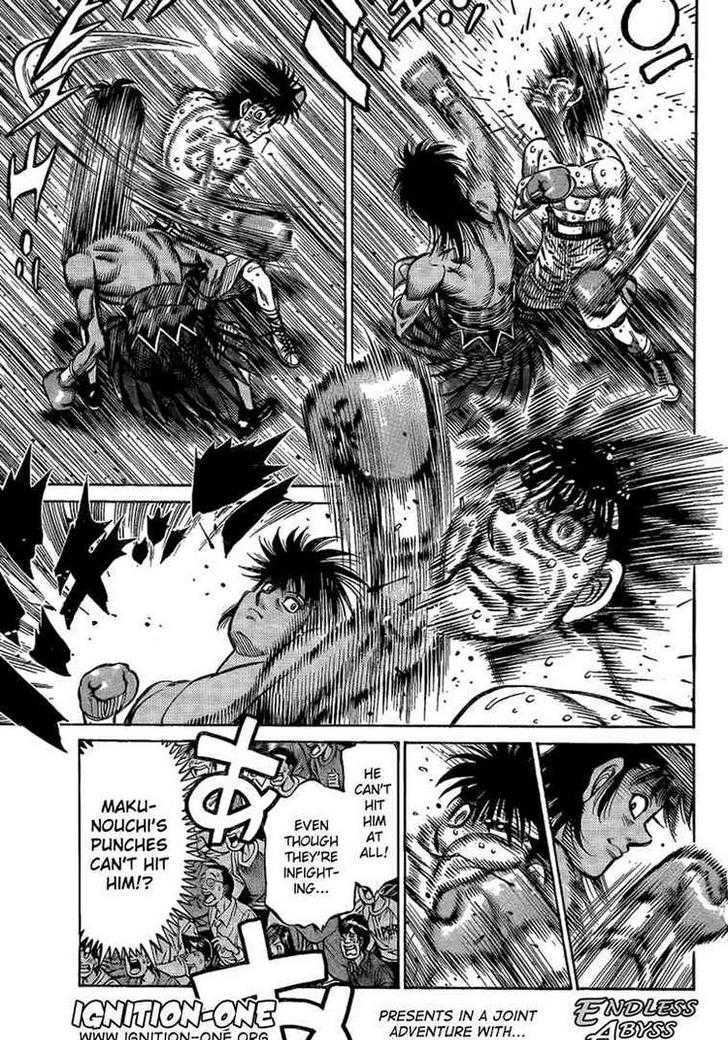 HE
CAN'T
HIT
HIM
AT
ALL!
EVEN
THOUGH
THEY'RE
INFIGHT-
ING...
MAKU-
NOUCHI'S
PUNCHES
CAN'T HIT
HIM!?
IGNITION-ONE
WWW.IGNITION-ONE.ORG
PRESENTS IN A JOINT
ADVENTURE WITH...
ENDLESS
ABYSS